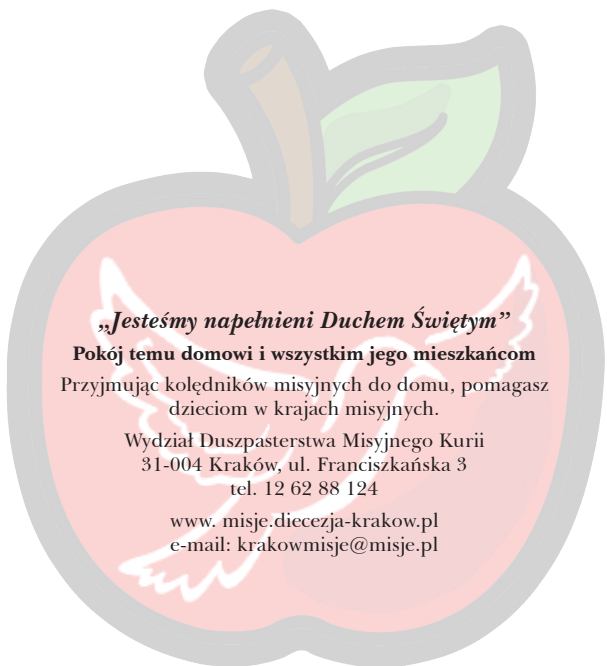 „Jesteśmy napełnieni Duchem Świętym”
Pokój temu domowi i wszystkim jego mieszkańcom
Przyjmując kolędników misyjnych do domu, pomagasz
dzieciom w krajach misyjnych.
Wydział Duszpasterstwa Misyjnego Kurii
31-004 Kraków, ul. Franciszkańska 3
tel. 12 62 88 124
www. misje.diecezja-krakow.pl
e-mail: krakowmisje@misje.pl